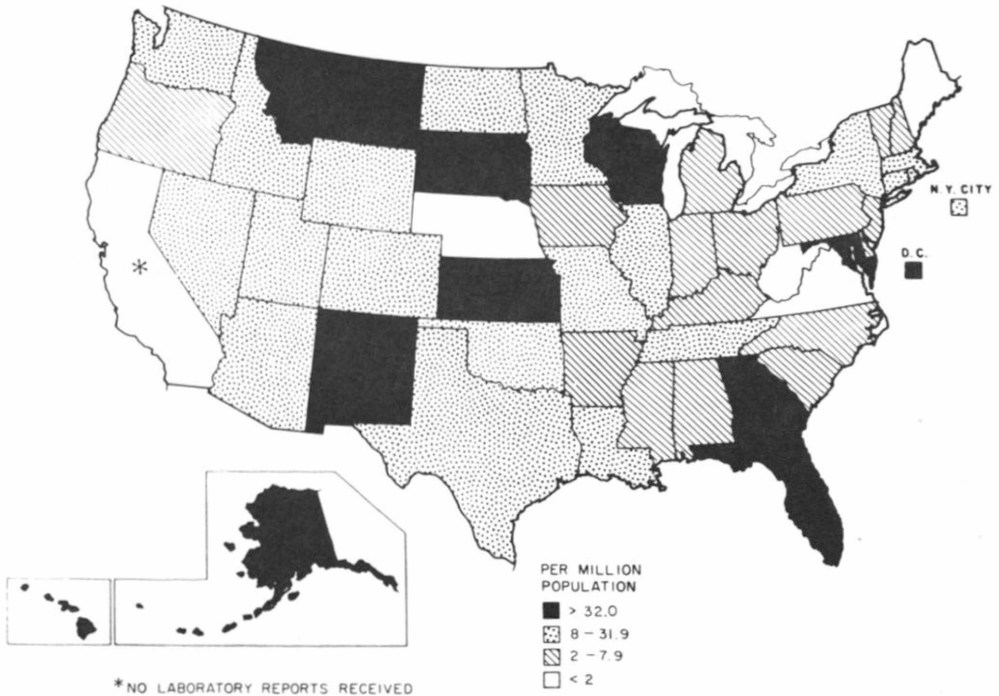 N.Y. CITY
D.C.
*
PER MILLION
POPULATION
> 32.0
8 – 31.9
2 – 7.9
< 2
*NO LABORATORY REPORTS RECEIVED